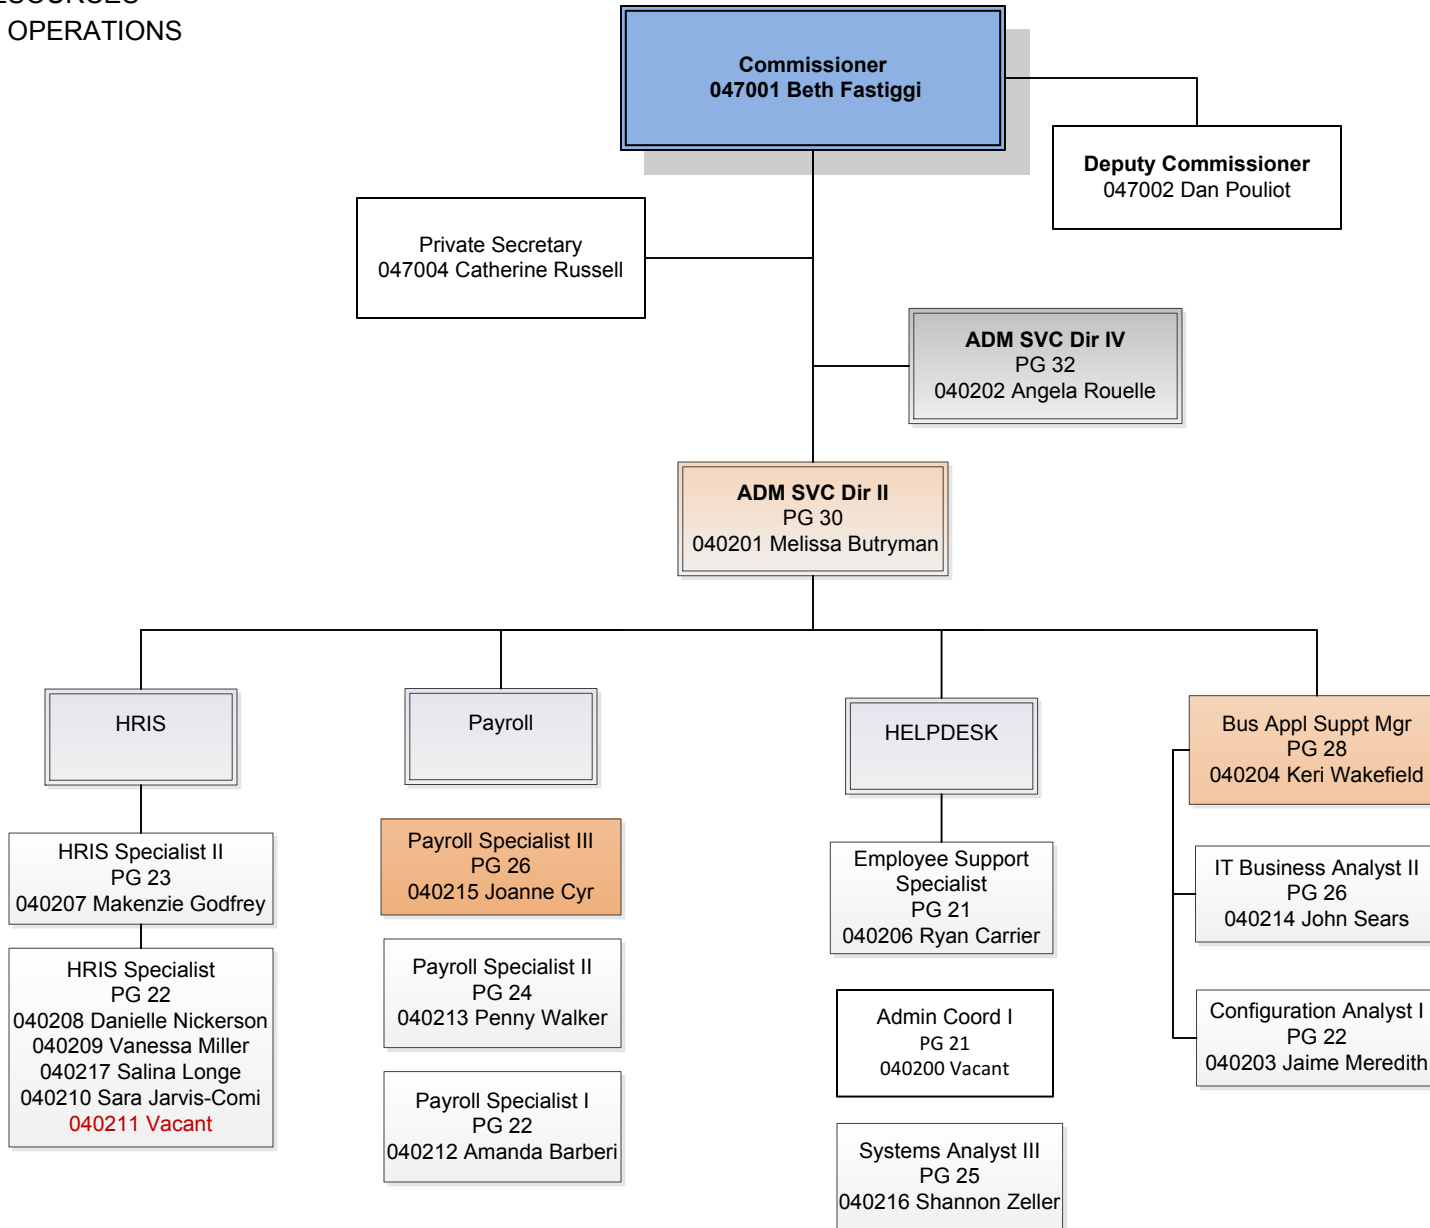 OPERATIONS
Commissioner
047001 Beth Fastiggi
Deputy Commissioner
047002 Dan Pouliot
Private Secretary
047004 Catherine Russell
ADM SVC Dir IV
PG 32
040202 Angela Rouelle
ADM SVC Dir II
PG 30
040201 Melissa Butryman
HRIS
HRIS Specialist II
PG 23
040207 Makenzie Godfrey
HRIS Specialist
PG 22
040208 Danielle Nickerson
040209 Vanessa Miller
040217 Salina Longe
040210 Sara Jarvis-Comi
040211 Vacant
Payroll
Payroll Specialist III
PG 26
040215 Joanne Cyr
Payroll Specialist II
PG 24
040213 Penny Walker
Payroll Specialist I
PG 22
040212 Amanda Barberi
HELPDESK
Employee Support
Specialist
PG 21
040206 Ryan Carrier
Admin Coord I
PG 21
040200 Vacant
Systems Analyst III
PG 25
040216 Shannon Zeller
Bus Appl Suppt Mgr
PG 28
040204 Keri Wakefield
IT Business Analyst II
PG 26
040214 John Sears
Configuration Analyst I
PG 22
040203 Jaime Meredith